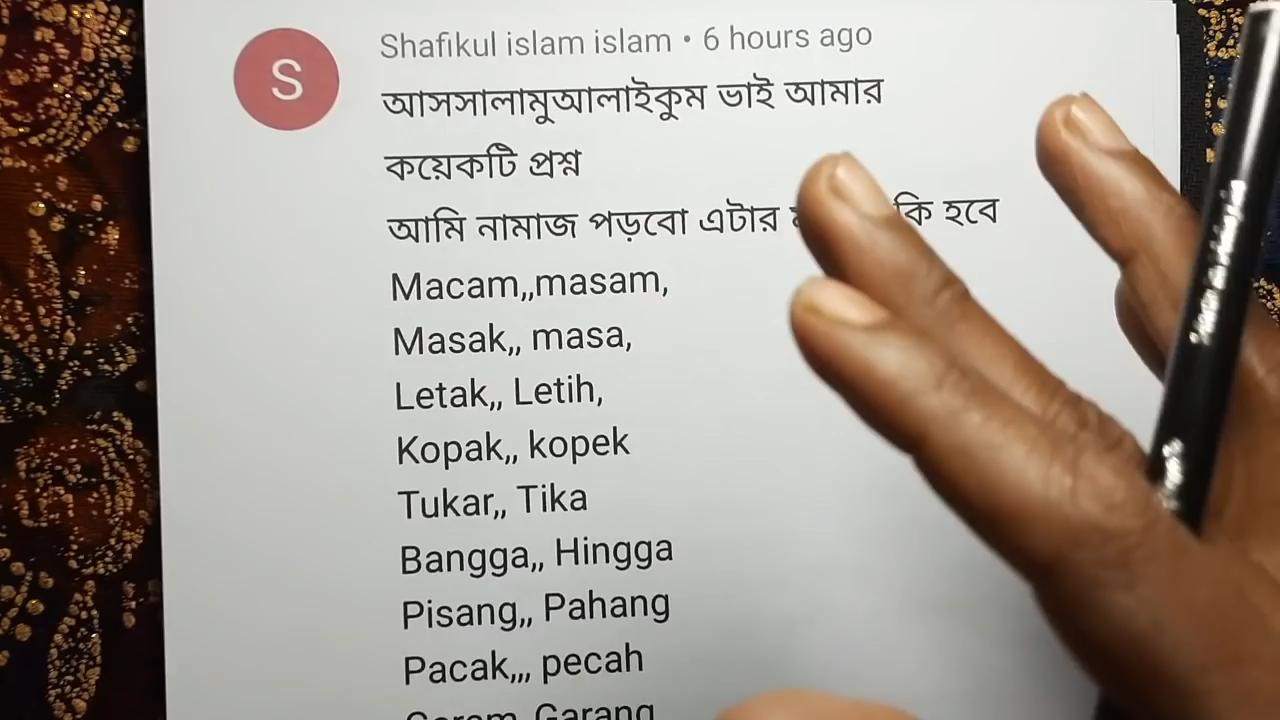 S
Shafikul islam islam • 6 hours ago
আসসালামুআলাইকুম ভাই আমার
কয়েকটি প্রশ্ন
আমি নামাজ পড়বো এটার কি হবে
Macam,,masam,
Masak,, masa,
Letak,, Letih,
Kopak,, kopek
Tukar,, Tika
Bangga,, Hingga
Pisang,, Pahang
Pacak,,, pecah
Garang